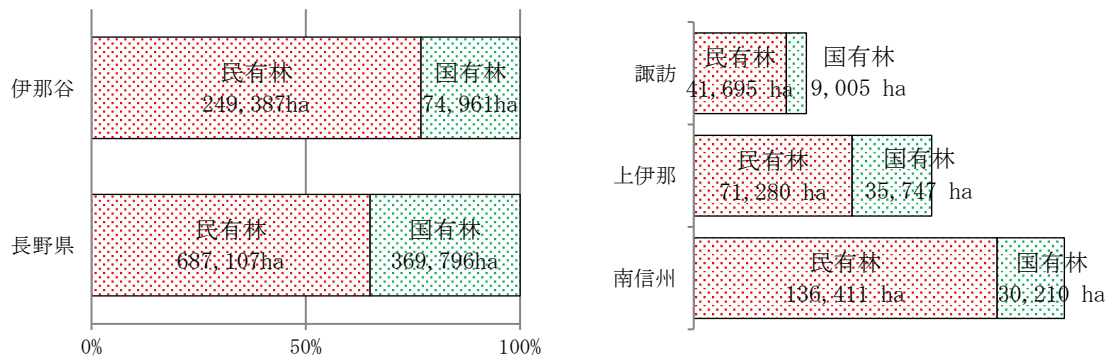 伊那谷
民有林
249,387ha
国有林
74,961ha
長野県
民有林
687,107ha
国有林
369,796ha
0%
50%
100%
諏訪
民有林
41,695 ha
国有林
9,005 ha
上伊那
民有林
71,280 ha
国有林
35,747 ha
南信州
民有林
136,411 ha
国有林
30,210 ha